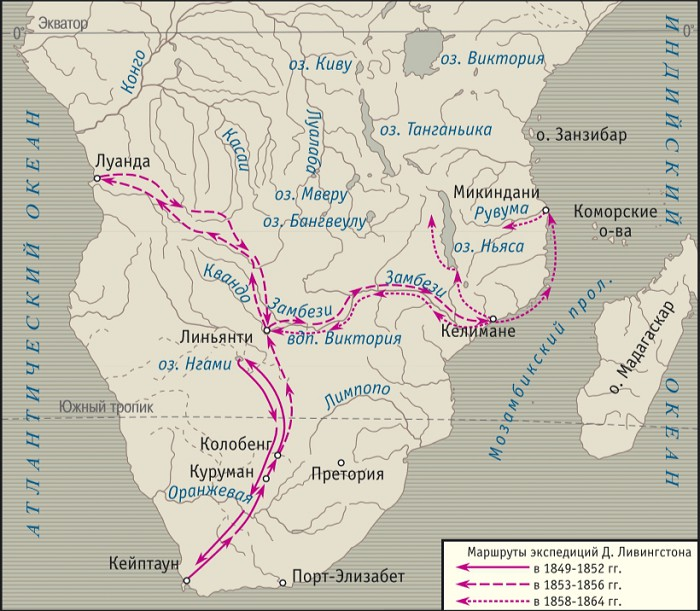 Экватор
0°
0°
ИНДИЙСКИЙ ОКЕАН
АТЛАНТИЧЕСКИЙ ОКЕАН
Конго
оз. Киву
оз. Виктория
Касаи
Луалаба
оз. Танганьика
о. Занзибар
Луанда
оз. Мверу
Микиндани
Рувума
Коморские
о-ва
оз. Бангвеулу
оз. Ньяса
Квандо
Замбези
Замбези
Линьянти
вдп. Виктория
Келимане
Мозамбикский прол.
о. Мадагаскар
оз. Нгами
Лимпопо
Южный тропик
Колобенг
Куруман
Претория
Оранжевая
Кейптаун
Порт-Элизабет
Маршруты экспедиций Д. Ливингстона
в 1849-1852 гг.
в 1853-1856 гг.
в 1858-1864 гг.